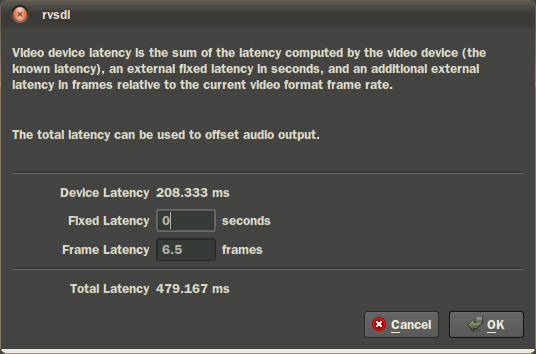 rvsdi
Video device latency is the sum of the latency computed by the video device (the
known latency), an external fixed latency in seconds, and an additional external
latency in frames relative to the current video format frame rate.
The total latency can be used to offset audio output.
Device Latency 208.333 ms
Fixed Latency 0 seconds
Frame Latency 6.5 frames
Total Latency 479.167 ms
Cancel OK